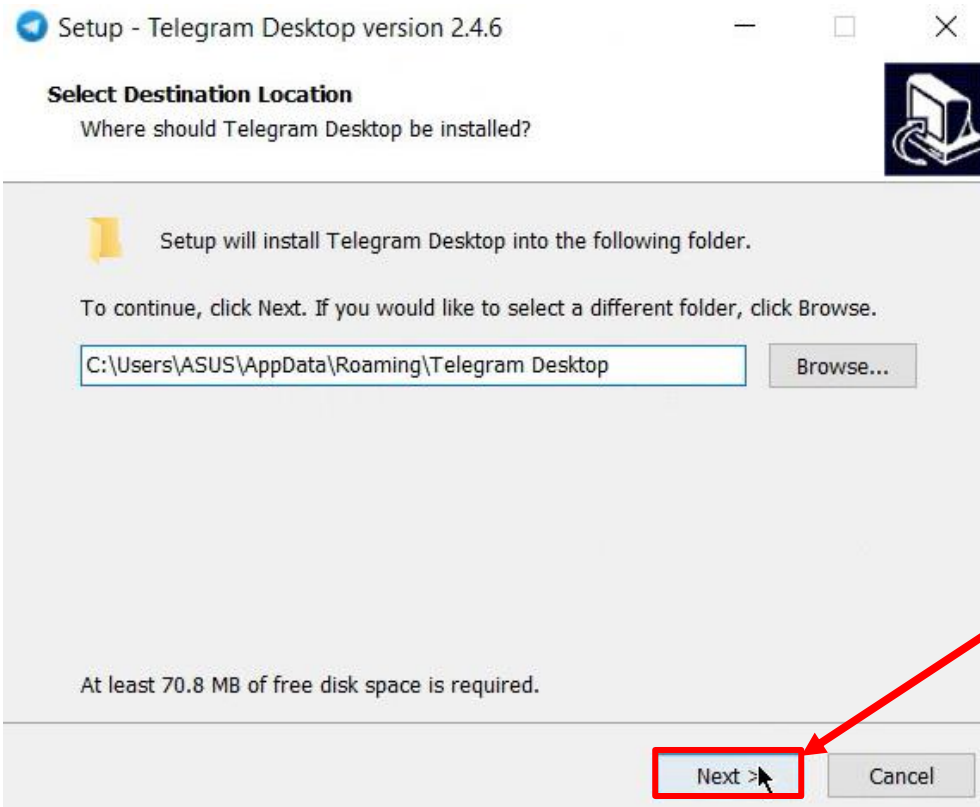 Setup - Telegram Desktop version 2.4.6
Select Destination Location
Where should Telegram Desktop be installed?
Setup will install Telegram Desktop into the following folder.
To continue, click Next. If you would like to select a different folder, click Browse.
C:\Users\ASUS\AppData\Roaming\Telegram Desktop
Browse...
At least 70.8 MB of free disk space is required.
Next >
Cancel